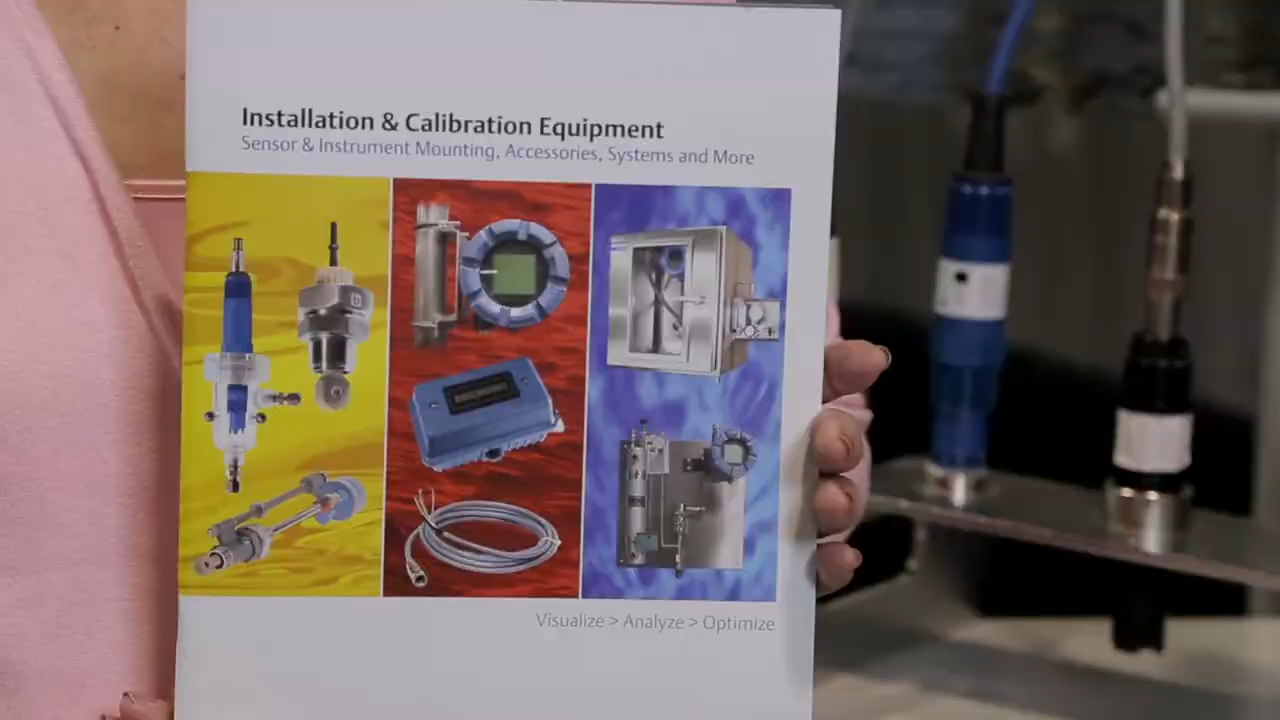 Installation & Calibration Equipment
Sensor & Instrument Mounting, Accessories, Systems and More
Visualize > Analyze > Optimize